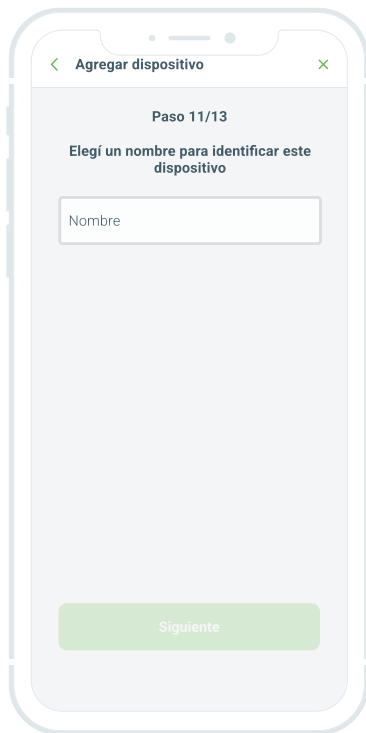 Agregar dispositivo
Paso 11/13
Elegí un nombre para identificar este
dispositivo
Nombre
Siguiente